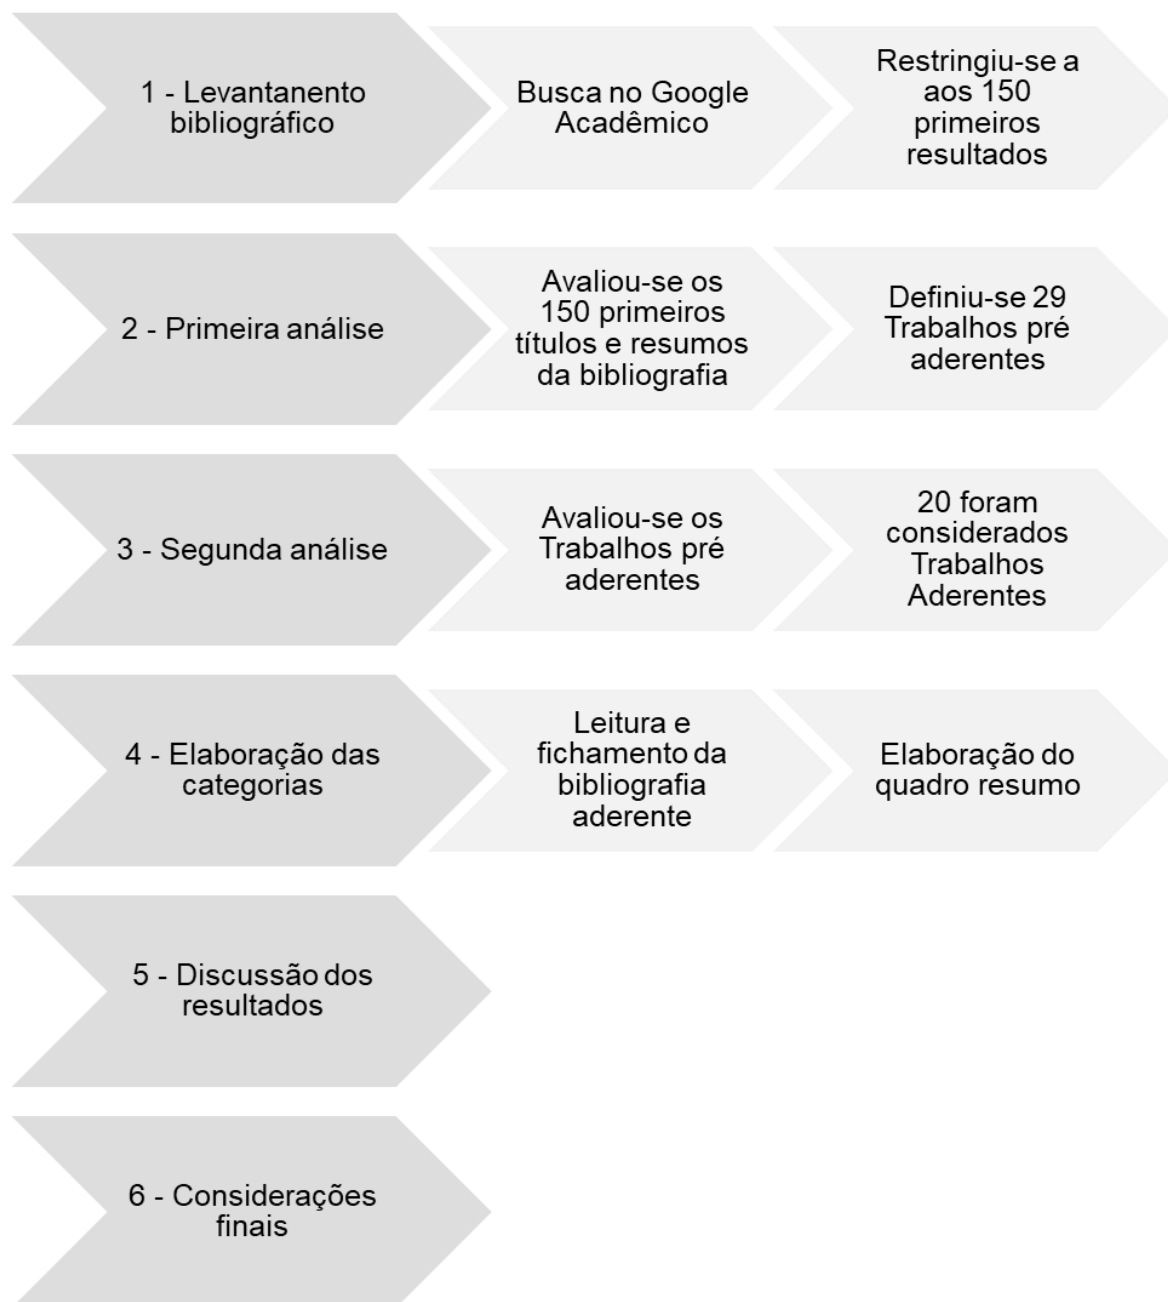 1 - Levantanento
bibliográfico
Busca no Google
Acadêmico
Restringiu-se a
aos 150
primeiros
resultados
2 - Primeira análise
Avaliou-se os
150 primeiros
títulos e resumos
da bibliografia
Definiu-se 29
Trabalhos pré
aderentes
3 - Segunda análise
Avaliou-se os
Trabalhos pré
aderentes
20 foram
considerados
Trabalhos
Aderentes
4 - Elaboração das
categorias
Leitura e
fichamento da
bibliografia
aderente
Elaboração do
quadro resumo
5 - Discussão dos
resultados
6 - Considerações
finais